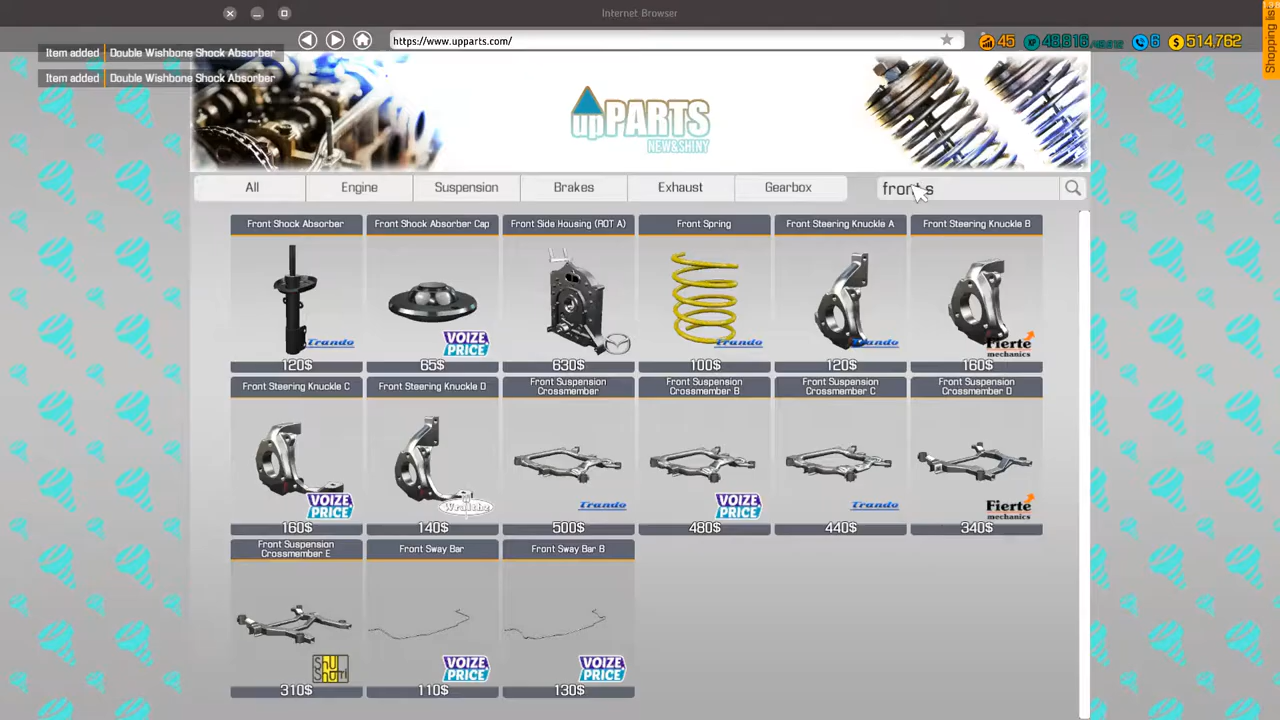 Internet Browser
https://www.upparts.com/
45
6
$ 514,762
Shopping list
Item added Double Wishbone Shock Absorber
Item added Double Wishbone Shock Absorber
upPARTS
NEW&SHINY
All Engine Suspension Brakes Exhaust Gearbox
front s
Front Shock Absorber
Trando
120$
Front Shock Absorber Cap
VOIZE PRICE
65$
Front Side Housing (ROT A)
630$
Front Spring
Trando
100$
Front Steering Knuckle A
Trando
120$
Front Steering Knuckle B
Fierte mechanics
160$
Front Steering Knuckle C
VOIZE PRICE
160$
Front Steering Knuckle D
140$
Front Suspension Crossmember
Trando
500$
Front Suspension Crossmember B
VOIZE PRICE
480$
Front Suspension Crossmember C
Trando
440$
Front Suspension Crossmember D
Fierte mechanics
340$
Front Suspension Crossmember E
310$
Front Sway Bar
VOIZE PRICE
110$
Front Sway Bar B
VOIZE PRICE
130$